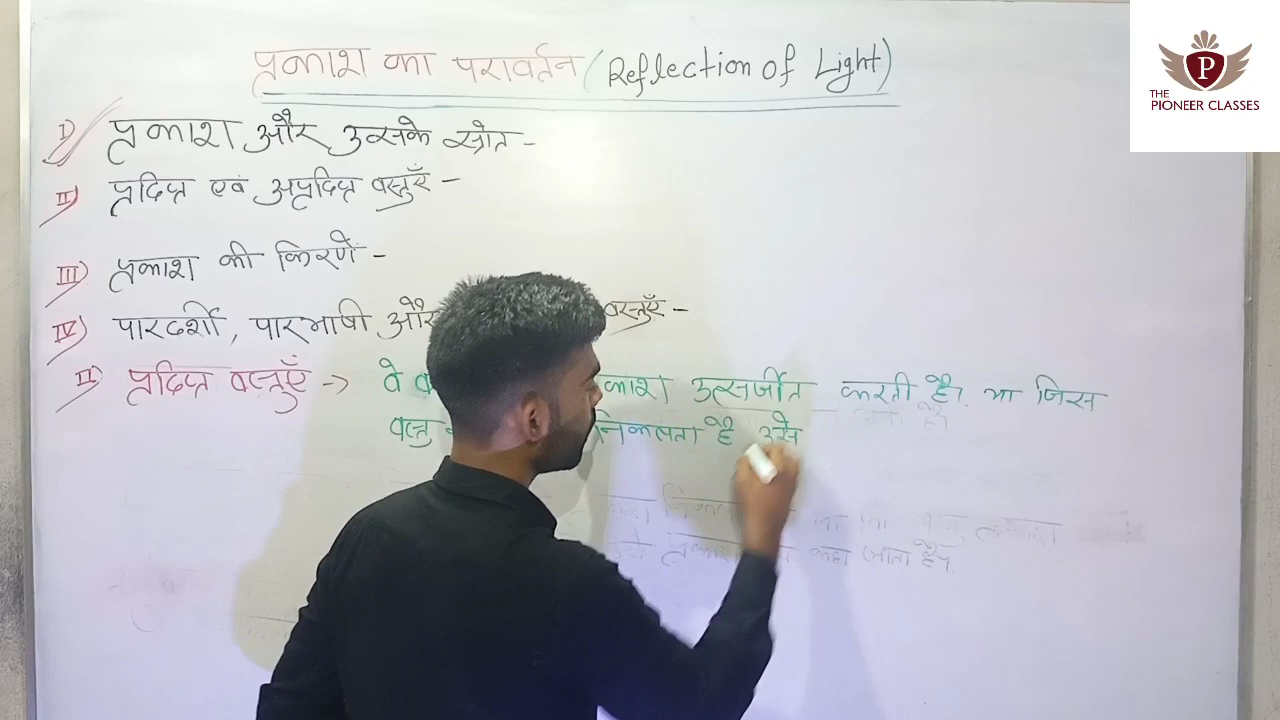 प्रकाश का परावर्तन (Reflection of Light)
I) प्रकाश और उसके स्रोत -
II) प्रदिप्त एवं अप्रदिप्त वस्तुएँ -
III) प्रकाश की किरणें -
IV) पारदर्शी, पारभाषी और वस्तुएँ -
II) प्रदिप्त वस्तुएँ → वे उत्सर्जीत करती है। या जिस
वस्तु निकलता है उसे
P
THE
PIONEER CLASSES